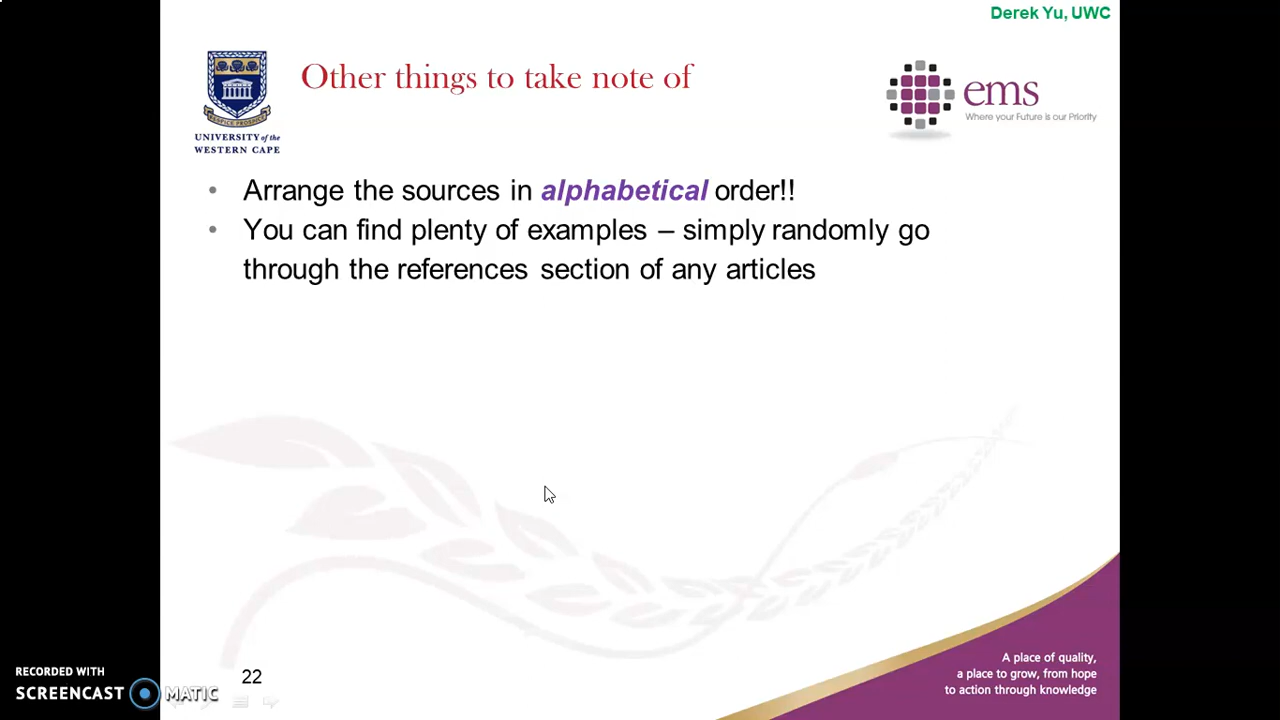 Derek Yu, UWC
Other things to take note of
UNIVERSITY of the
WESTERN CAPE
ems
Where your Future is our Priority
• Arrange the sources in alphabetical order!!
• You can find plenty of examples – simply randomly go
through the references section of any articles
A place of quality,
a place to grow, from hope
to action through knowledge
22
RECORDED WITH
SCREENCAST MATIC